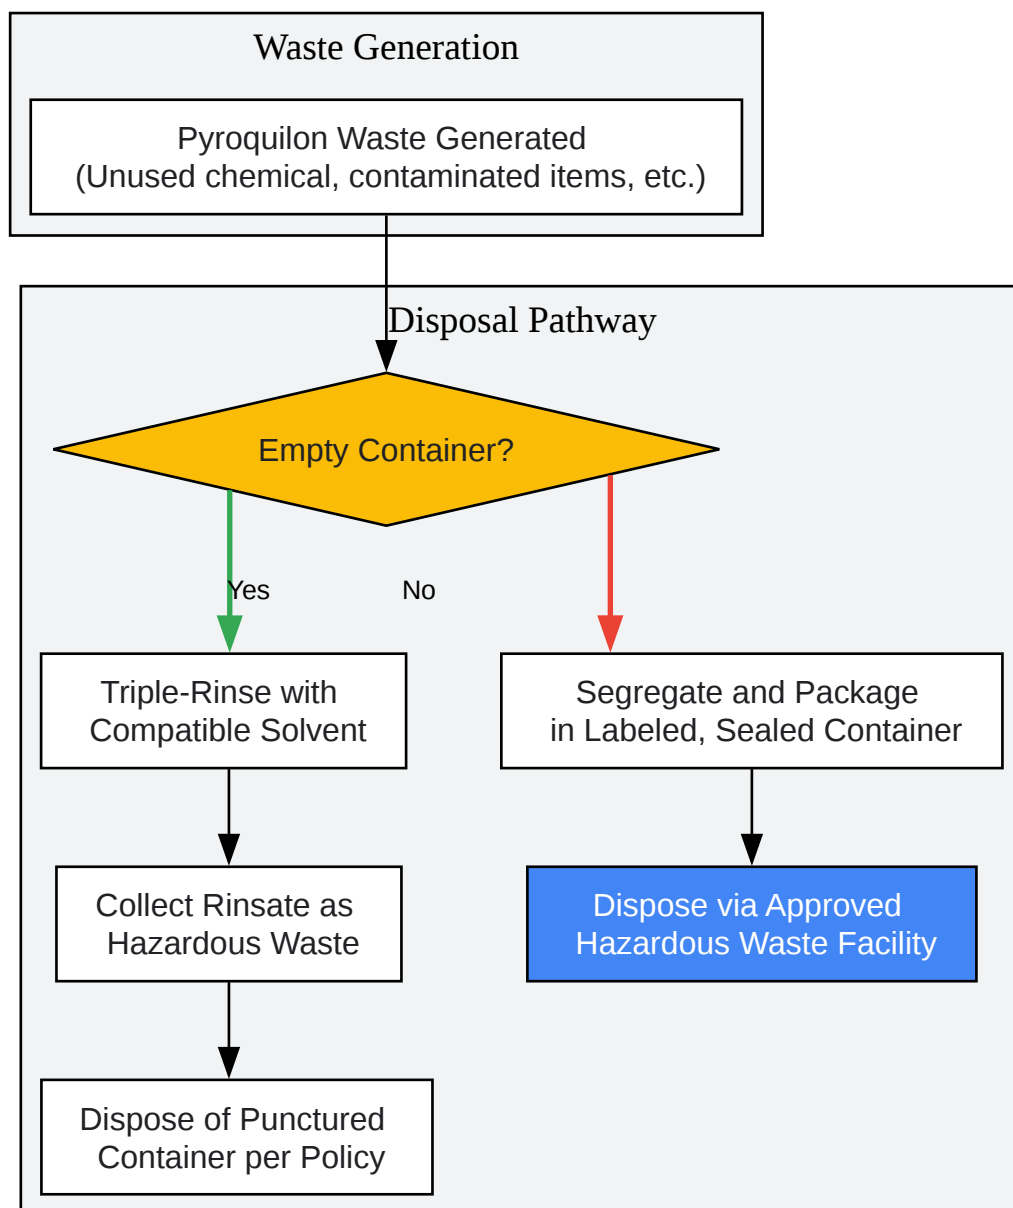 Waste Generation
Pyroquilon Waste Generated
(Unused chemical, contaminated items, etc.)
Disposal Pathway
Empty Container?
Yes
No
Triple-Rinse with
Compatible Solvent
Segregate and Package
in Labeled, Sealed Container
Collect Rinsate as
Hazardous Waste
Dispose via Approved
Hazardous Waste Facility
Dispose of Punctured
Container per Policy